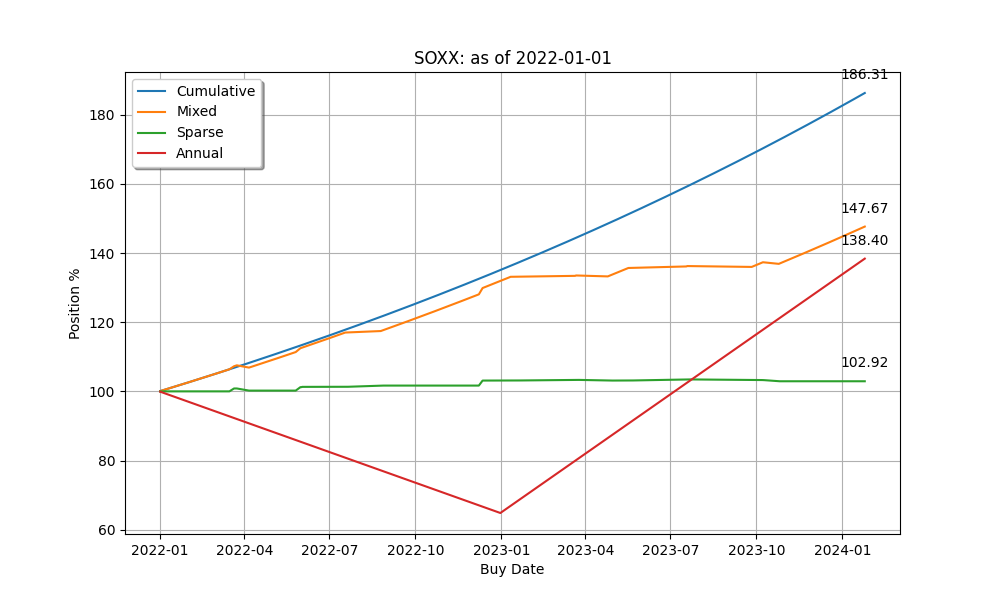 SOXX: as of 2022-01-01
Cumulative
Mixed
Sparse
Annual
186.31
147.67
138.40
102.92
180
160
140
120
100
80
60
Position %
2022-01
2022-04
2022-07
2022-10
2023-01
2023-04
2023-07
2023-10
2024-01
Buy Date